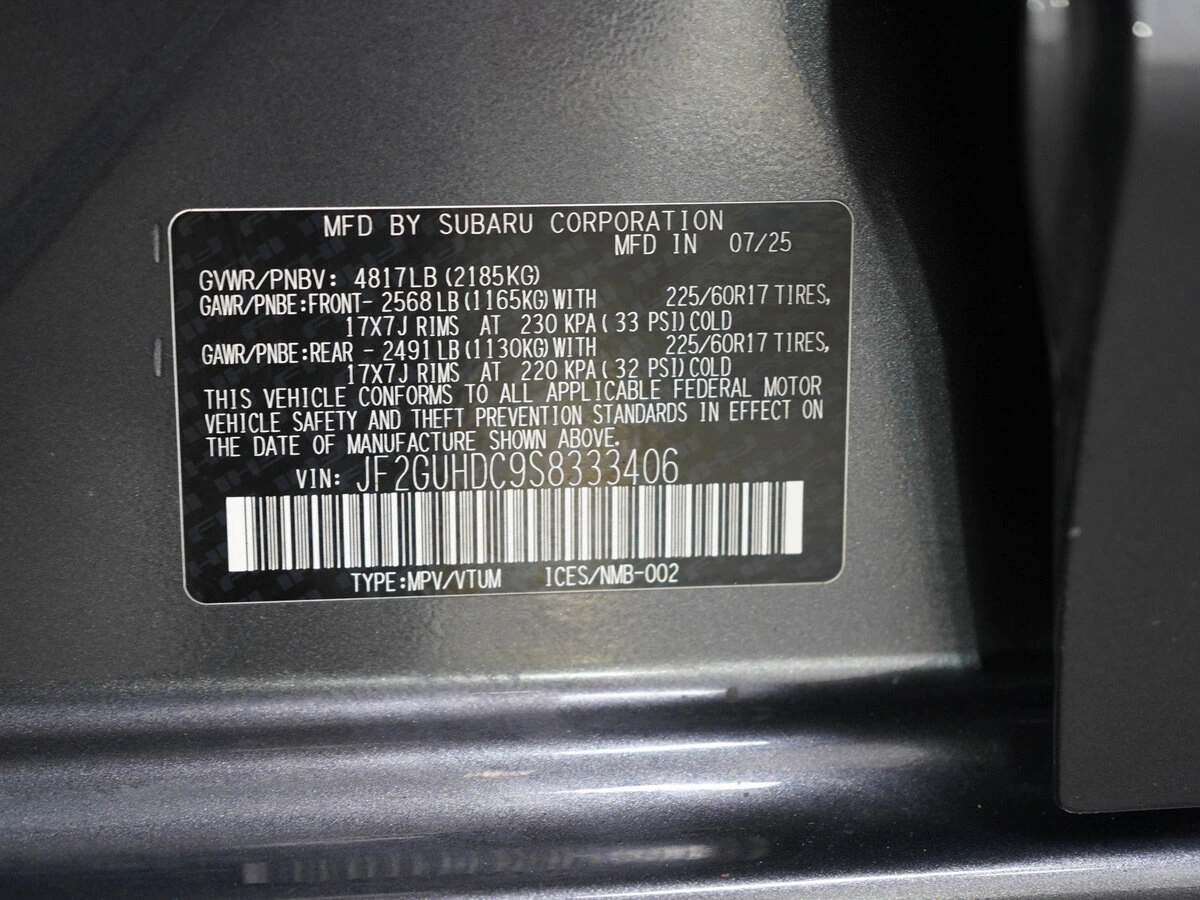 MFD BY SUBARU CORPORATION
MFD IN 07/25
GVWR/PNBV: 4817LB (2185KG)
GAWR/PNBE:FRONT- 2568 LB (1165KG) WITH 225/60R17 TIRES,
17X7J RIMS AT 230 KPA ( 33 PSI) COLD
GAWR/PNBE:REAR - 2491 LB (1130KG) WITH 225/60R17 TIRES,
17X7J RIMS AT 220 KPA ( 32 PSI) COLD
THIS VEHICLE CONFORMS TO ALL APPLICABLE FEDERAL MOTOR
VEHICLE SAFETY AND THEFT PREVENTION STANDARDS IN EFFECT ON
THE DATE OF MANUFACTURE SHOWN ABOVE.
VIN: JF2GUHDC9S8333406
TYPE:MPV/VTUM ICES/NMB-002